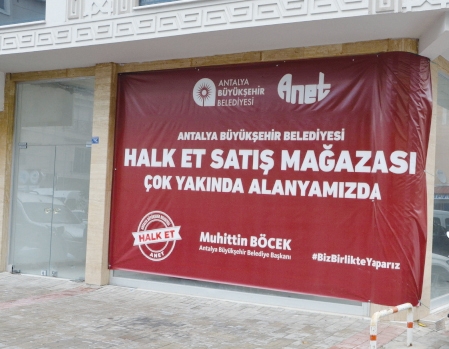 ANTALYA
BÜYÜKŞEHİR
BELEDİYESİ
Anet
ANTALYA BÜYÜKŞEHİR BELEDİYESİ
HALK ET SATIŞ MAĞAZASI
ÇOK YAKINDA ALANYAMIZDA
HALK ET
ANET
Muhittin BÖCEK
Antalya Büyükşehir Belediye Başkanı
#BizBirlikteYaparız